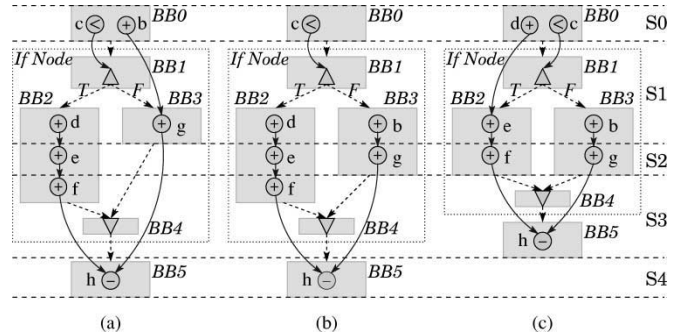 c < + b BB0
c < BB0
d + < c BB0 S0
If Node BB1
If Node BB1
If Node BB1
S1
BB2 T F BB3
BB2 T F BB3
BB2 T F BB3
+ d + g
+ d + b
+ e + b
+ e
+ e + g
+ f + g S2
+ f
+ f
BB4
BB4
BB4
S3
h − BB5
h − BB5
h − BB5
S4
(a) (b) (c)